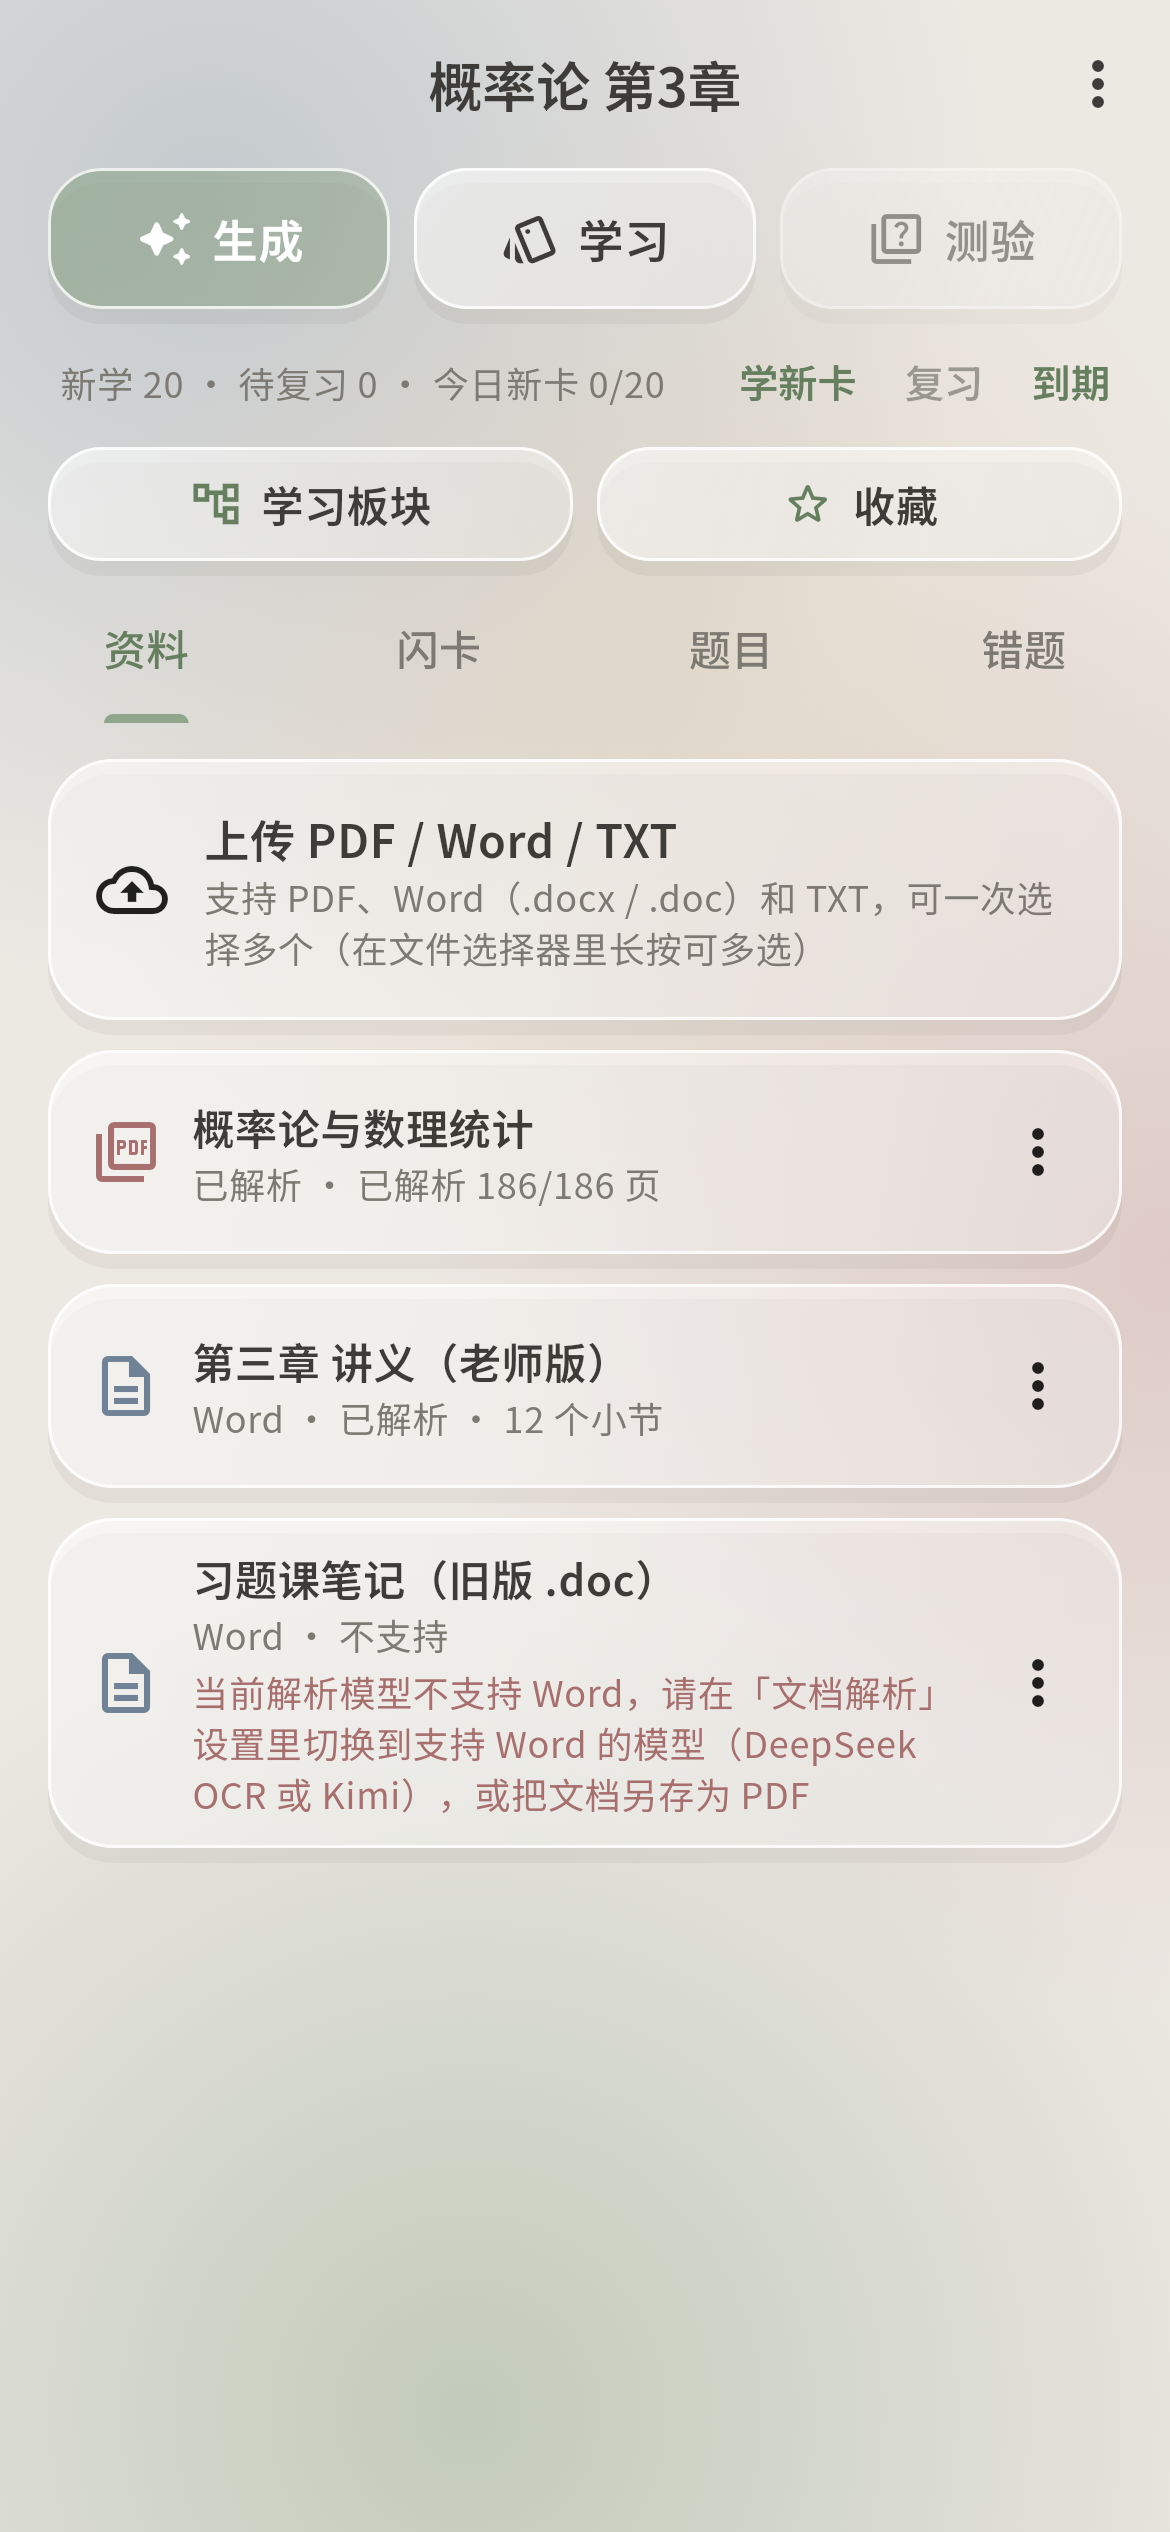 概率论 第3章
生成
学习
测验
新学 20 · 待复习 0 · 今日新卡 0/20
学新卡
复习
到期
学习板块
收藏
资料
闪卡
题目
错题
上传 PDF / Word / TXT
支持 PDF、Word（.docx / .doc）和 TXT，可一次选
择多个（在文件选择器里长按可多选）
PDF
概率论与数理统计
已解析 · 已解析 186/186 页
第三章 讲义（老师版）
Word · 已解析 · 12 个小节
习题课笔记（旧版 .doc）
Word · 不支持
当前解析模型不支持 Word，请在「文档解析」
设置里切换到支持 Word 的模型（DeepSeek
OCR 或 Kimi），或把文档另存为 PDF